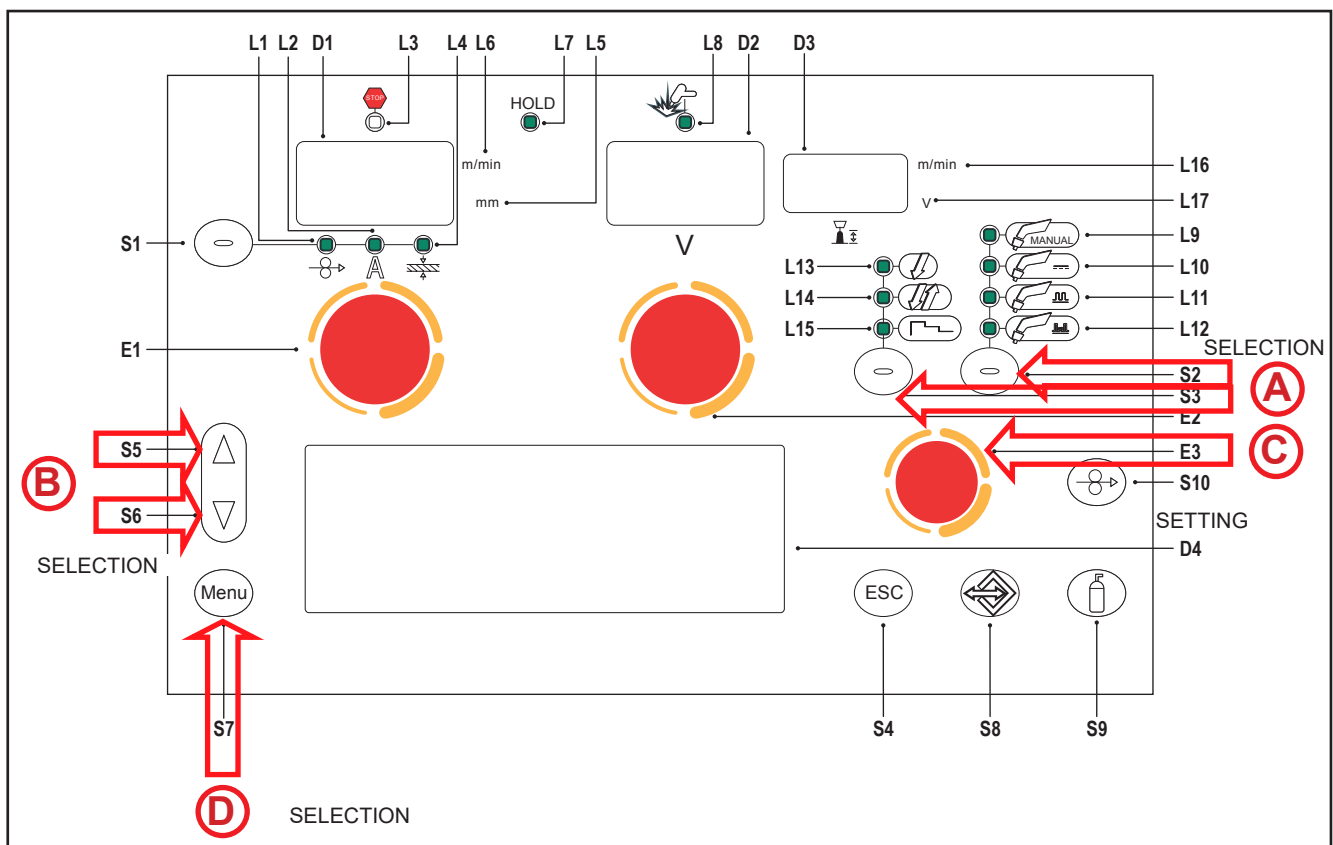 L1 L2 D1 L3 L4 L6 L7 L5 L8 D2 D3
STOP
HOLD
m/min
m/min L16
mm
V L17
S1
V
MANUAL L9
L13 L10
L14 L11
L15 L12
E1
SELECTION
S2
S3
A
E2
S5
E3
C
B
S10
S6
SETTING
D4
SELECTION
Menu
ESC
S7 S4 S8 S9
D SELECTION